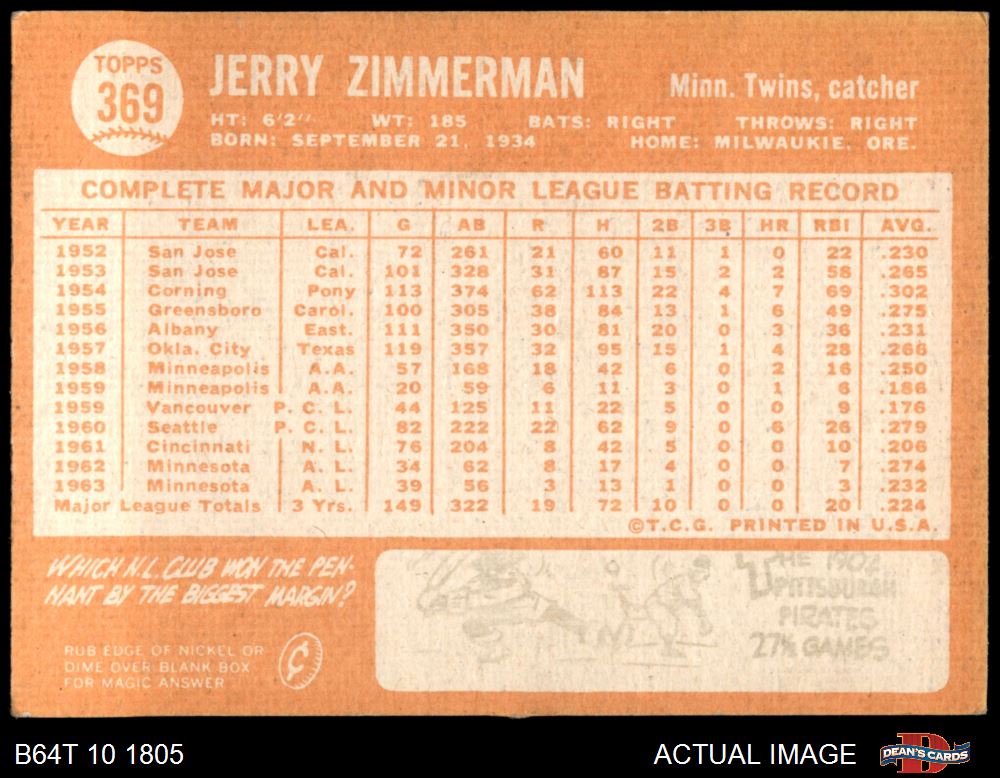 TOPPS
369
JERRY ZIMMERMAN
Minn. Twins, catcher
HT: 6'2" WT: 185 BATS: RIGHT THROWS: RIGHT
BORN: SEPTEMBER 21, 1934 HOME: MILWAUKIE, ORE.
COMPLETE MAJOR AND MINOR LEAGUE BATTING RECORD
YEAR TEAM LEA. G AB R H 2B 3B HR RBI AVG.
1952 San Jose Cal. 72 261 21 60 11 1 0 22 .230
1953 San Jose Cal. 101 328 31 87 15 2 2 58 .265
1954 Corning Pony 113 374 62 113 22 4 7 69 .302
1955 Greensboro Carol. 100 305 38 84 13 1 6 49 .275
1956 Albany East. 111 350 30 81 20 0 3 36 .231
1957 Okla. City Texas 119 357 32 95 15 1 4 28 .266
1958 Minneapolis A.A. 57 168 18 42 6 0 2 16 .250
1959 Minneapolis A.A. 20 59 6 11 3 0 1 6 .186
1959 Vancouver P. C. L. 44 125 11 22 5 0 0 9 .176
1960 Seattle P. C. L. 82 222 22 62 9 0 6 26 .279
1961 Cincinnati N. L. 76 204 8 42 5 0 0 10 .206
1962 Minnesota A. L. 34 62 8 17 4 0 0 7 .274
1963 Minnesota A. L. 39 56 3 13 1 0 0 3 .232
Major League Totals 3 Yrs. 149 322 19 72 10 0 0 20 .224
©T.C.G. PRINTED IN U.S.A.
WHICH N.L. CLUB WON THE PEN-
NANT BY THE BIGGEST MARGIN?
RUB EDGE OF NICKEL OR
DIME OVER BLANK BOX
FOR MAGIC ANSWER
¢
THE 1902
PITTSBURGH
PIRATES
27½ GAMES
B64T 10 1805
ACTUAL IMAGE
DEAN'S CARDS